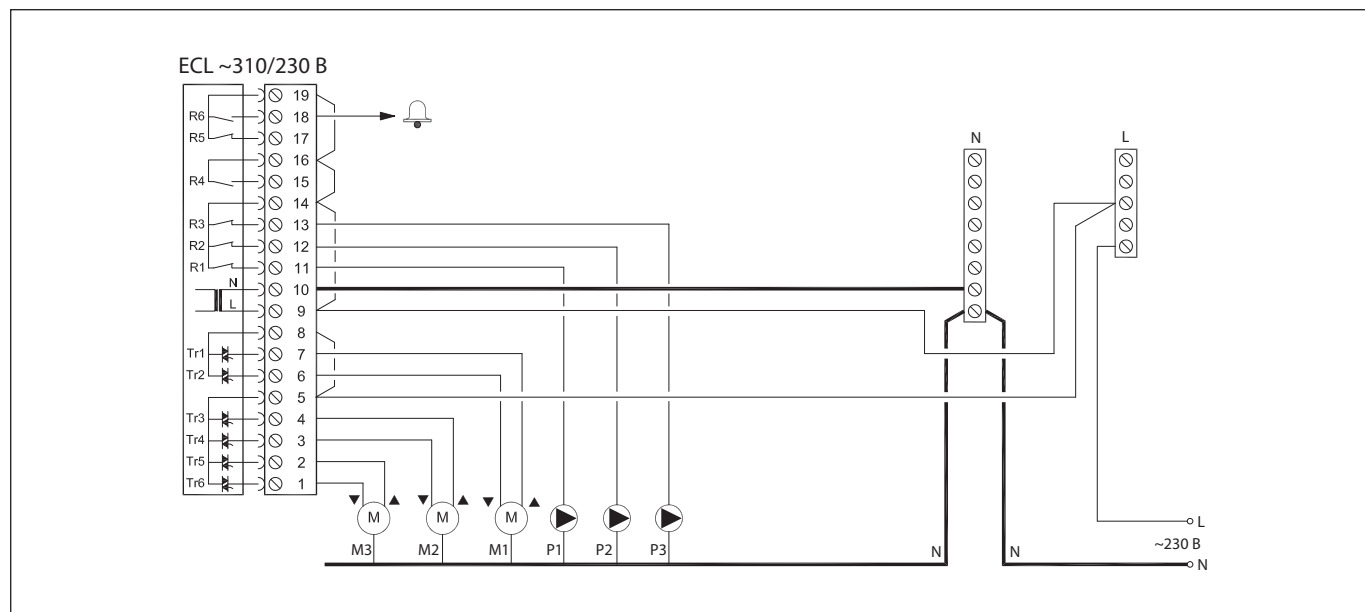 ECL ~310/230 В
19
R6 18
R5 17
16
R4 15
14
R3 13
R2 12
R1 11
N 10
L 9
8
Tr1 7
Tr2 6
5
Tr3 4
Tr4 3
Tr5 2
Tr6 1
N
L
M
M
M
M3 M2 M1 P1 P2 P3
N
N
L
~230 В
N